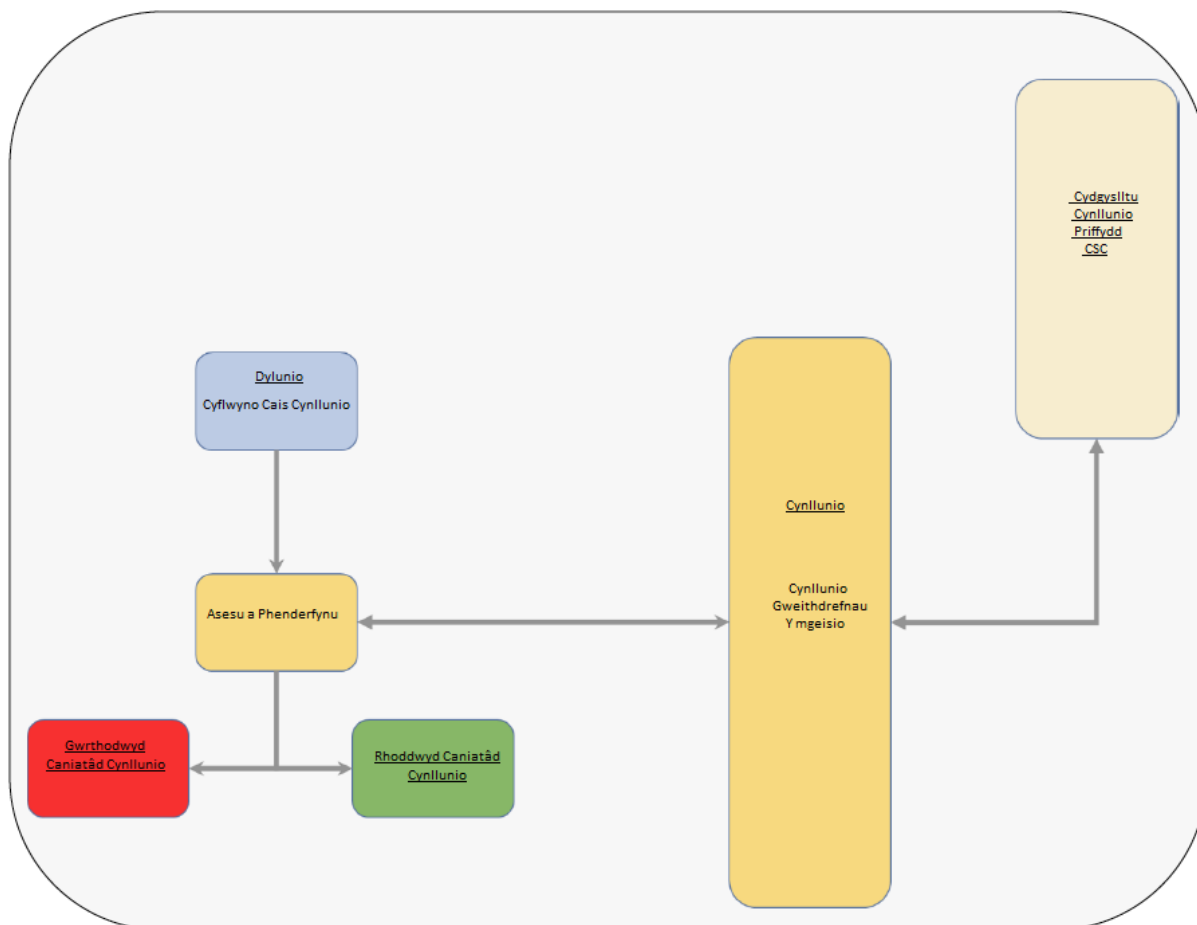 Cydgyslltu
Cynllunio
Priffydd
CSC
Dylunio
Cyflwyno Cais Cynllunio
Cynllunio
Cynllunio
Gweithdrefnau
Y mgeisio
Asesu a Phenderfynu
Gwrthodwyd
Caniatâd Cynllunio
Rhoddwyd Caniatâd
Cynllunio